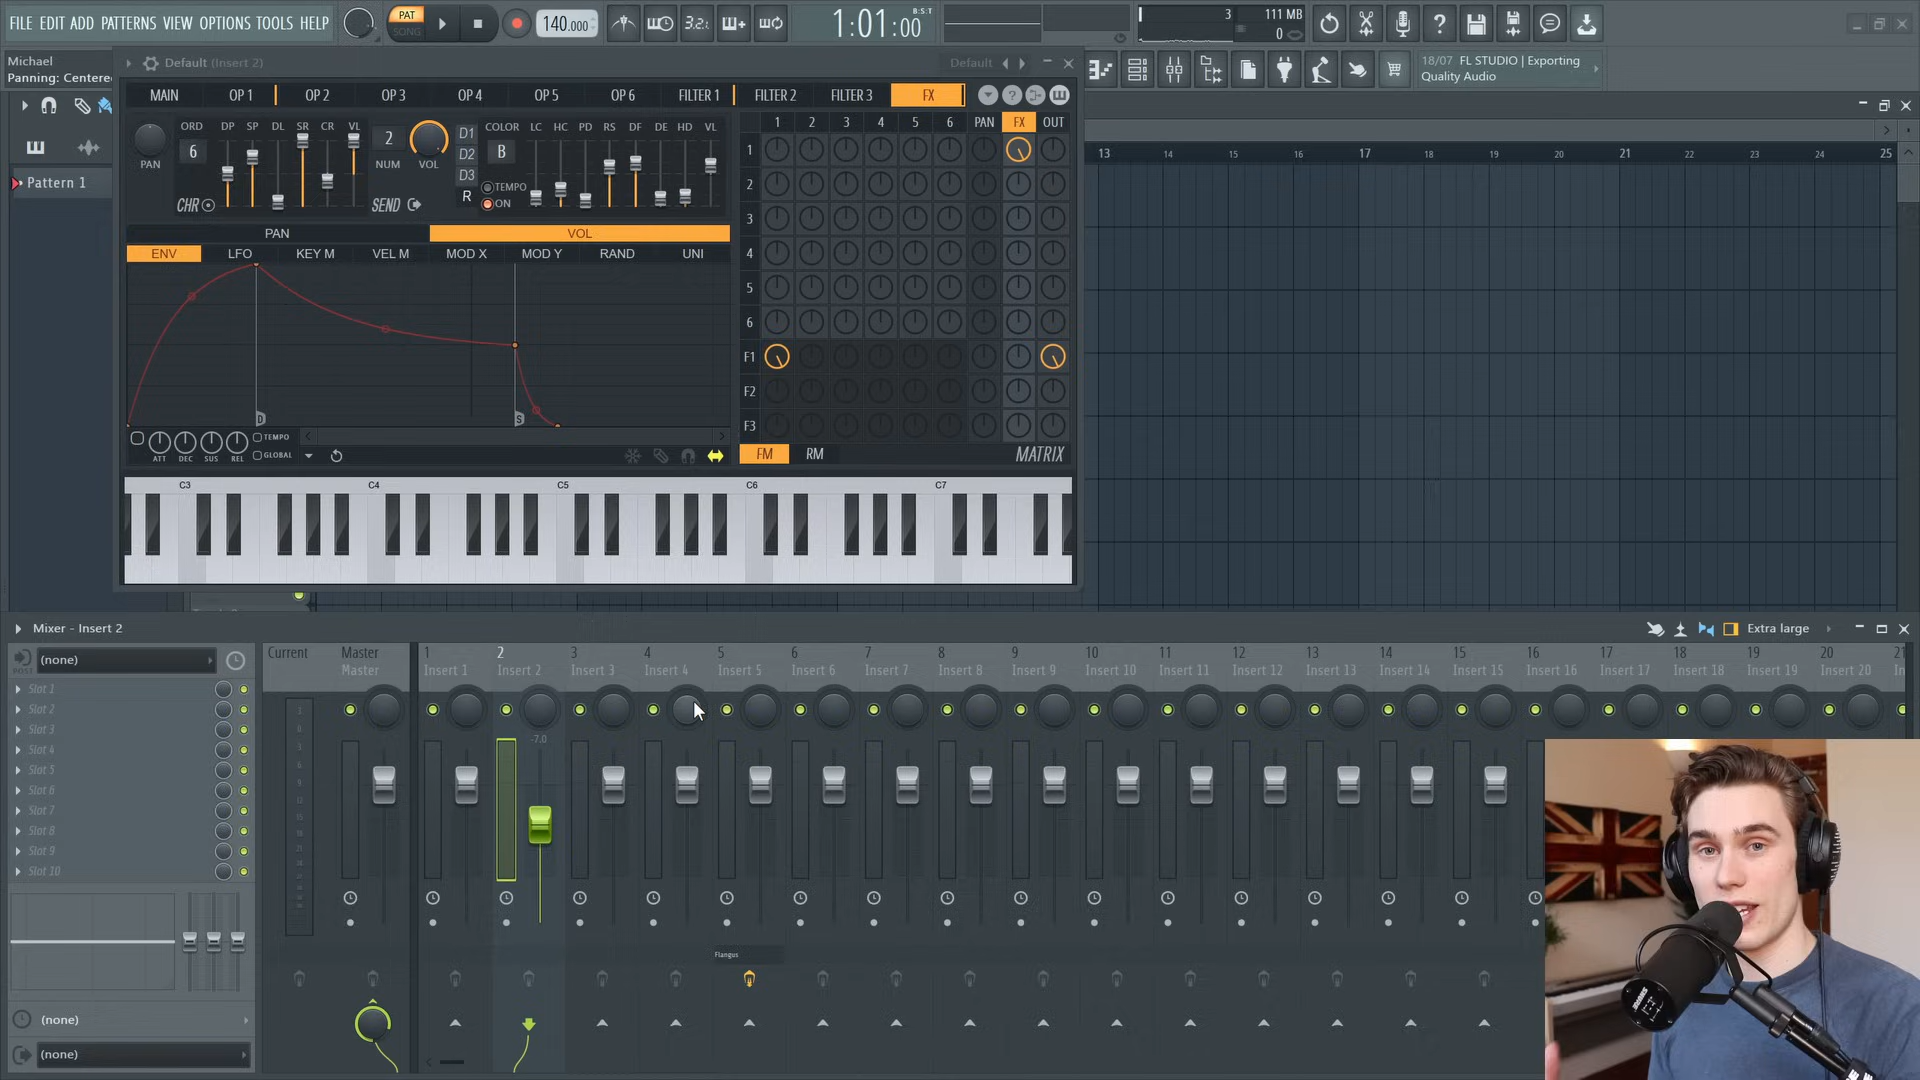 FILE EDIT ADD PATTERNS VIEW OPTIONS TOOLS HELP
PAT
SONG
140.000
3.2.
1:01:00
B:S:T
3
111 MB
0
Michael
Panning: Centere
Default (Insert 2)
Default
18/07 FL STUDIO | Exporting
Quality Audio
MAIN OP 1 OP 2 OP 3 OP 4 OP 5 OP 6 FILTER 1 FILTER 2 FILTER 3 FX
PAN
ORD
6
DP SP DL SR CR VL
CHR
2
NUM
VOL
SEND
D1
D2
D3
R
COLOR
B
TEMPO
ON
LC HC PD RS DF DE HD VL
1 2 3 4 5 6 PAN FX OUT
1
2
3
4
5
6
F1
F2
F3
FM RM MATRIX
PAN VOL
ENV LFO KEY M VEL M MOD X MOD Y RAND UNI
D
S
ATT DEC SUS REL
TEMPO
GLOBAL
C3 C4 C5 C6 C7
Pattern 1
13 14 15 16 17 18 19 20 21 22 23 24 25
Mixer - Insert 2
Extra large
(none)
Slot 1
Slot 2
Slot 3
Slot 4
Slot 5
Slot 6
Slot 7
Slot 8
Slot 9
Slot 10
(none)
(none)
Current Master 1 2 3 4 5 6 7 8 9 10 11 12 13 14 15 16 17 18 19 20 21
Master Insert 1 Insert 2 Insert 3 Insert 4 Insert 5 Insert 6 Insert 7 Insert 8 Insert 9 Insert 10 Insert 11 Insert 12 Insert 13 Insert 14 Insert 15 Insert 16 Insert 17 Insert 18 Insert 19 Insert 20 In
-7.0
Flangus
SHURE